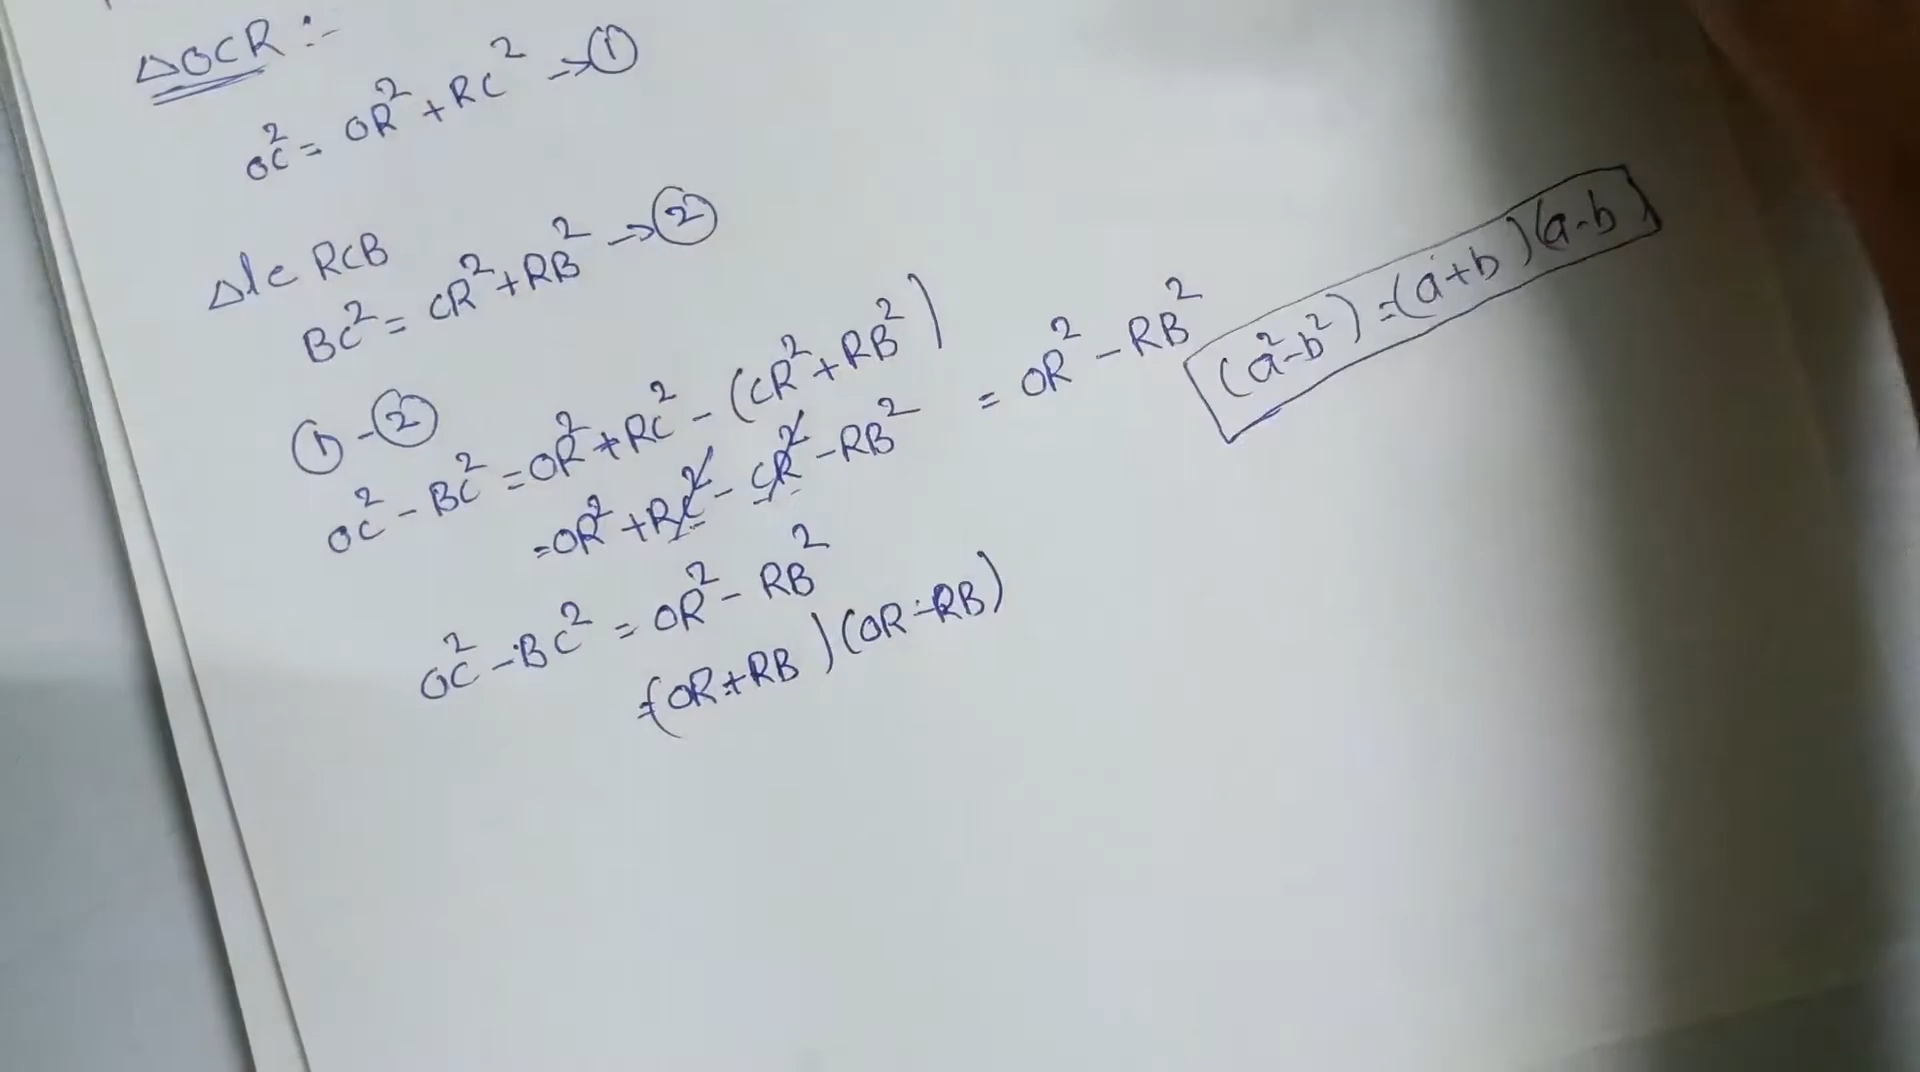 △OCR :-
OC² = OR² + RC² → ①
△le RCB
BC² = CR² + RB² → ②
① - ②
OC² - BC² = OR² + RC² - (CR² + RB²)
= OR² + RC² - CR² - RB² = OR² - RB²
(a² - b²) = (a+b)(a-b)
OC² - BC² = OR² - RB²
= (OR + RB)(OR - RB)